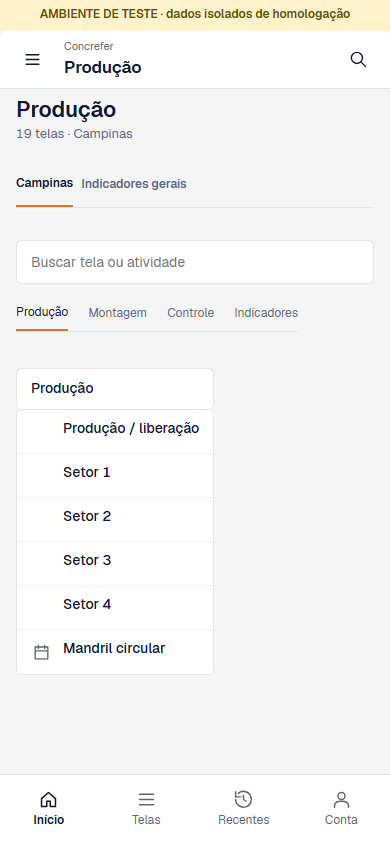 AMBIENTE DE TESTE · dados isolados de homologação
Concrefer
Produção
Produção
19 telas · Campinas
Campinas Indicadores gerais
Buscar tela ou atividade
Produção Montagem Controle Indicadores
Produção
Produção / liberação
Setor 1
Setor 2
Setor 3
Setor 4
Mandril circular
Início Telas Recentes Conta